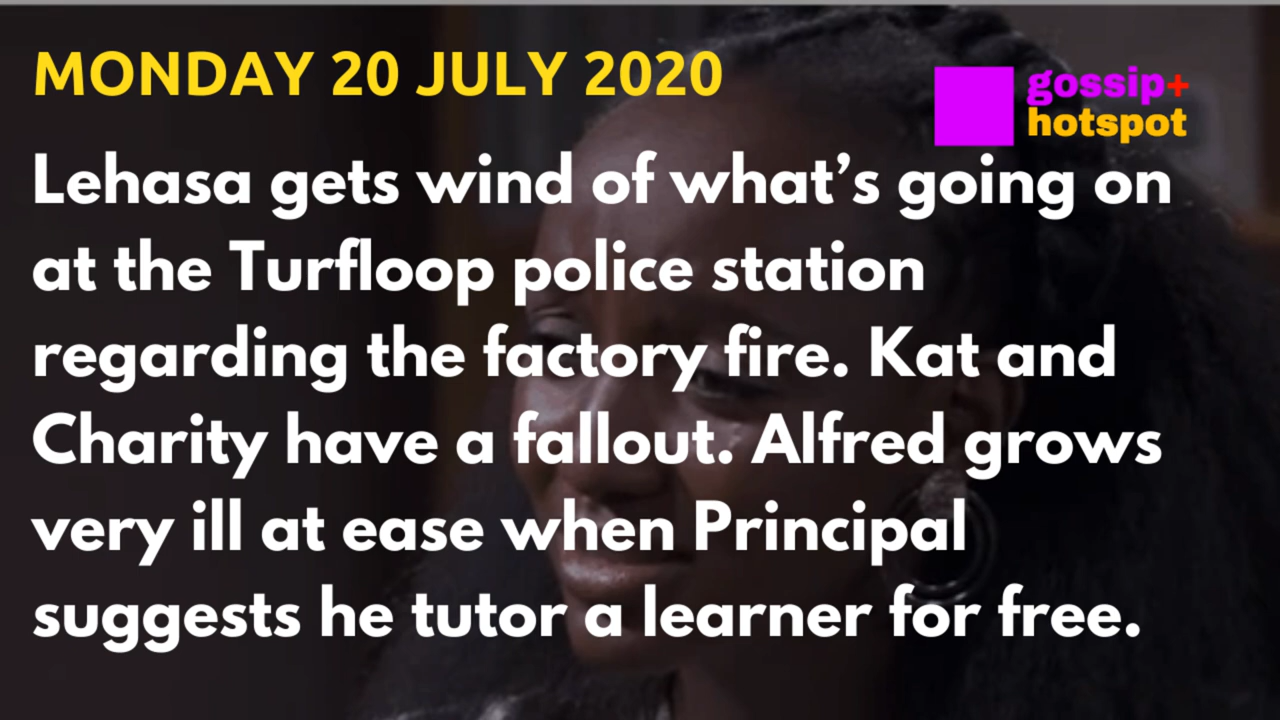 MONDAY 20 JULY 2020
gossip+
hotspot
Lehasa gets wind of what’s going on
at the Turfloop police station
regarding the factory fire. Kat and
Charity have a fallout. Alfred grows
very ill at ease when Principal
suggests he tutor a learner for free.